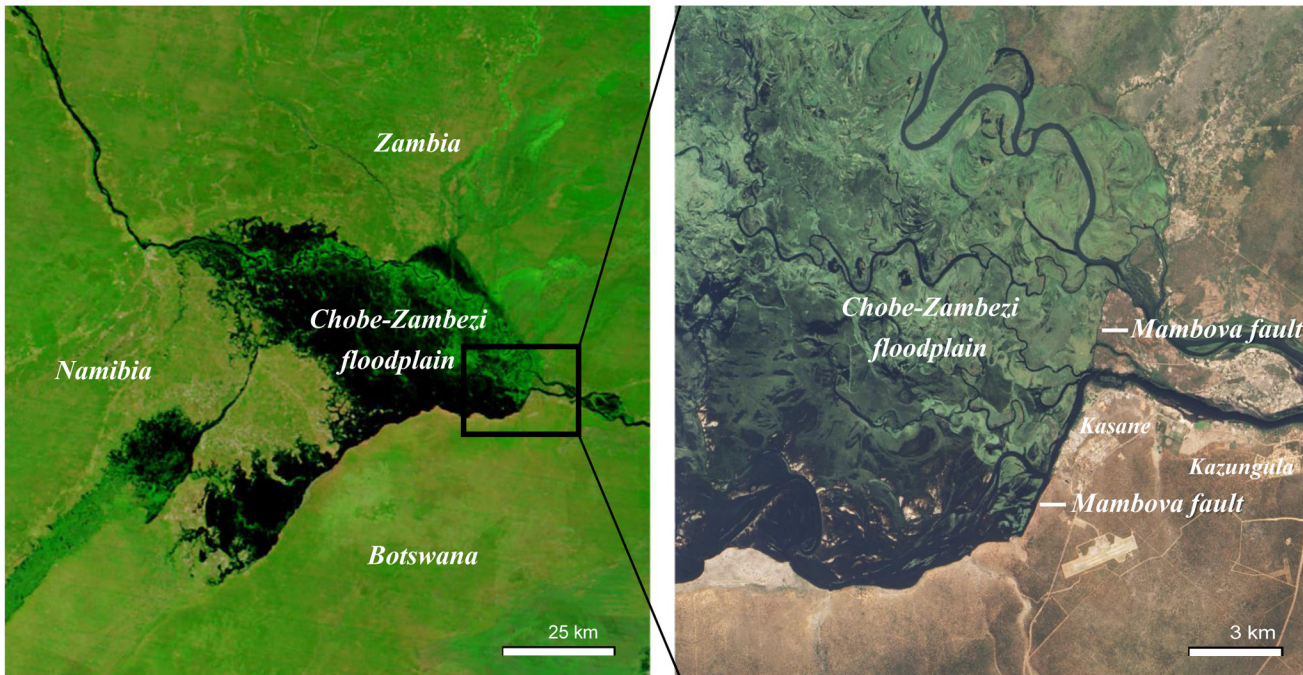 Zambia
Chobe-Zambezi
floodplain
Namibia
Botswana
25 km
Chobe-Zambezi
floodplain
Mambova fault
Kasane
Kazungula
Mambova fault
3 km